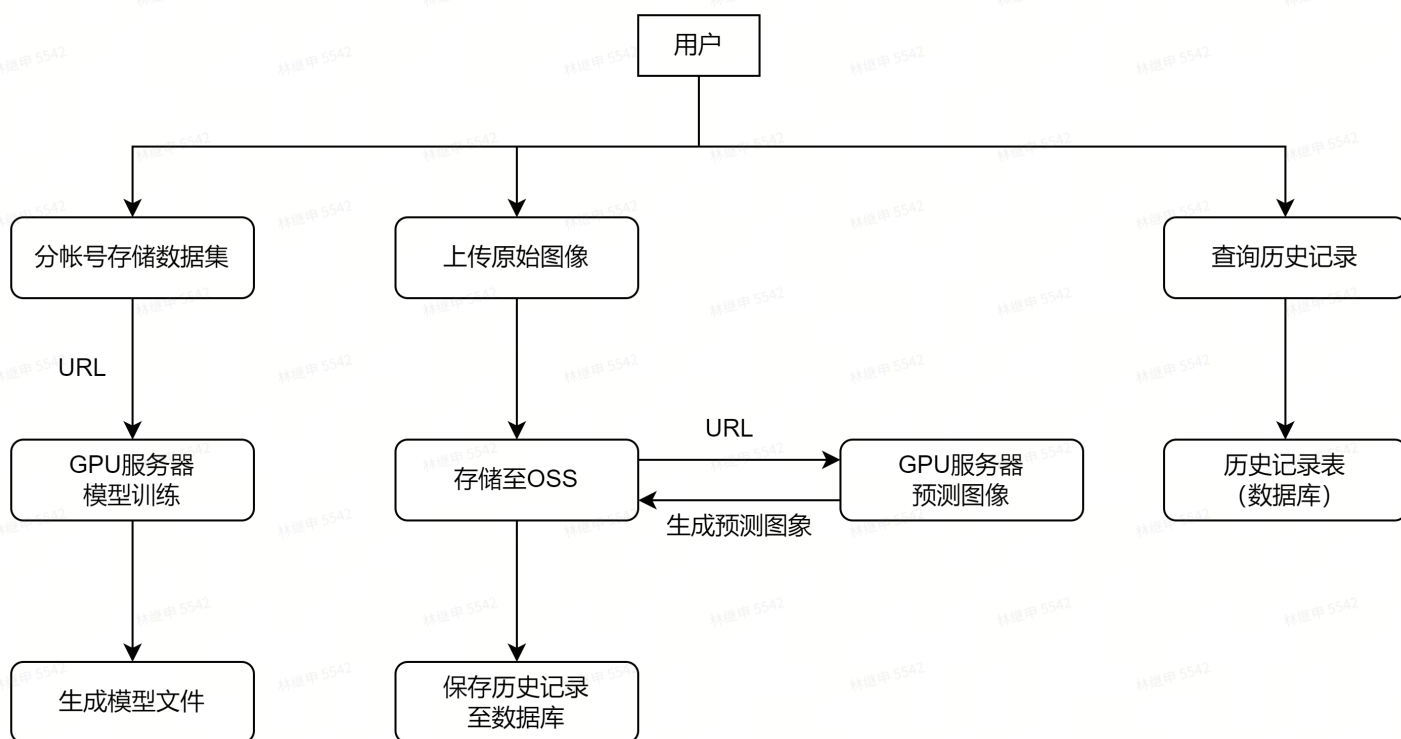 用户
分帐号存储数据集
上传原始图像
查询历史记录
URL
URL
GPU服务器
模型训练
存储至OSS
GPU服务器
预测图像
历史记录表
（数据库）
生成预测图象
生成模型文件
保存历史记录
至数据库
林继申 5542